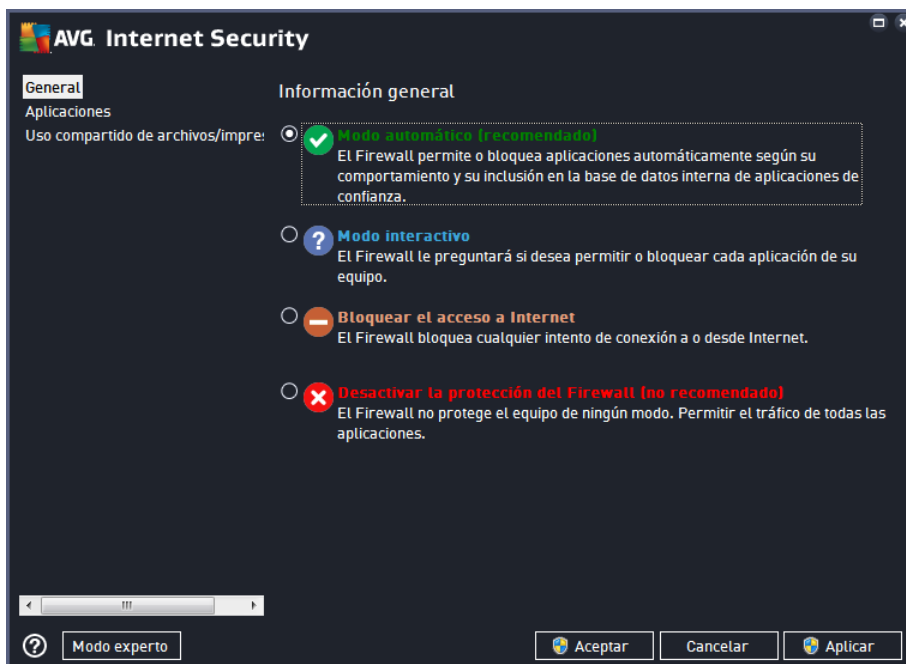 AVG. Internet Security
General
Aplicaciones
Uso compartido de archivos/impre
Información general
Modo automático (recomendado)
El Firewall permite o bloquea aplicaciones automáticamente según su
comportamiento y su inclusión en la base de datos interna de aplicaciones de
confianza.
Modo interactivo
El Firewall le preguntará si desea permitir o bloquear cada aplicación de su
equipo.
Bloquear el acceso a Internet
El Firewall bloquea cualquier intento de conexión a o desde Internet.
Desactivar la protección del Firewall (no recomendado)
El Firewall no protege el equipo de ningún modo. Permitir el tráfico de todas las
aplicaciones.
Modo experto
Aceptar
Cancelar
Aplicar